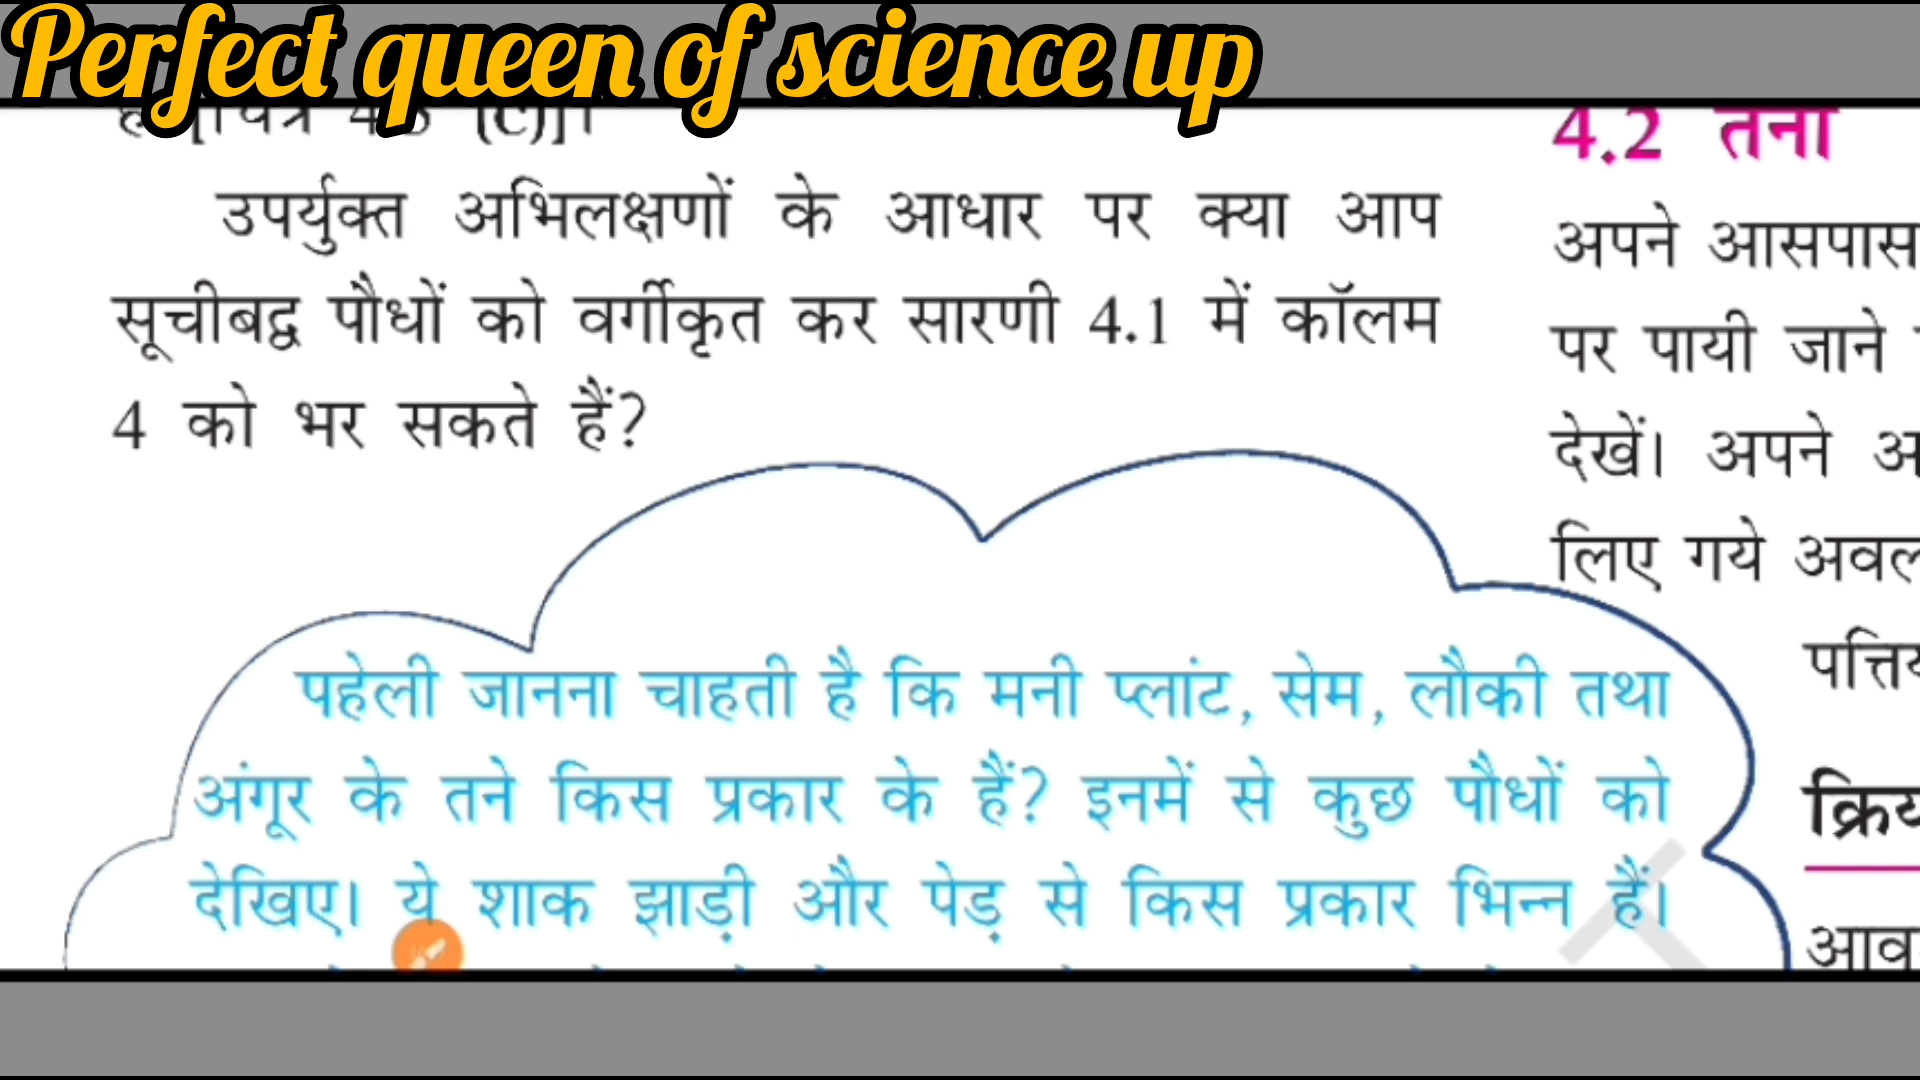 Perfect queen of science up
4.2 तना
उपर्युक्त अभिलक्षणों के आधार पर क्या आप
सूचीबद्ध पौधों को वर्गीकृत कर सारणी 4.1 में कॉलम
4 को भर सकते हैं?
पहेली जानना चाहती है कि मनी प्लांट, सेम, लौकी तथा
अंगूर के तने किस प्रकार के हैं? इनमें से कुछ पौधों को
देखिए। ये शाक झाड़ी और पेड़ से किस प्रकार भिन्न हैं।
अपने आसपास
पर पायी जाने
देखें। अपने
लिए गये